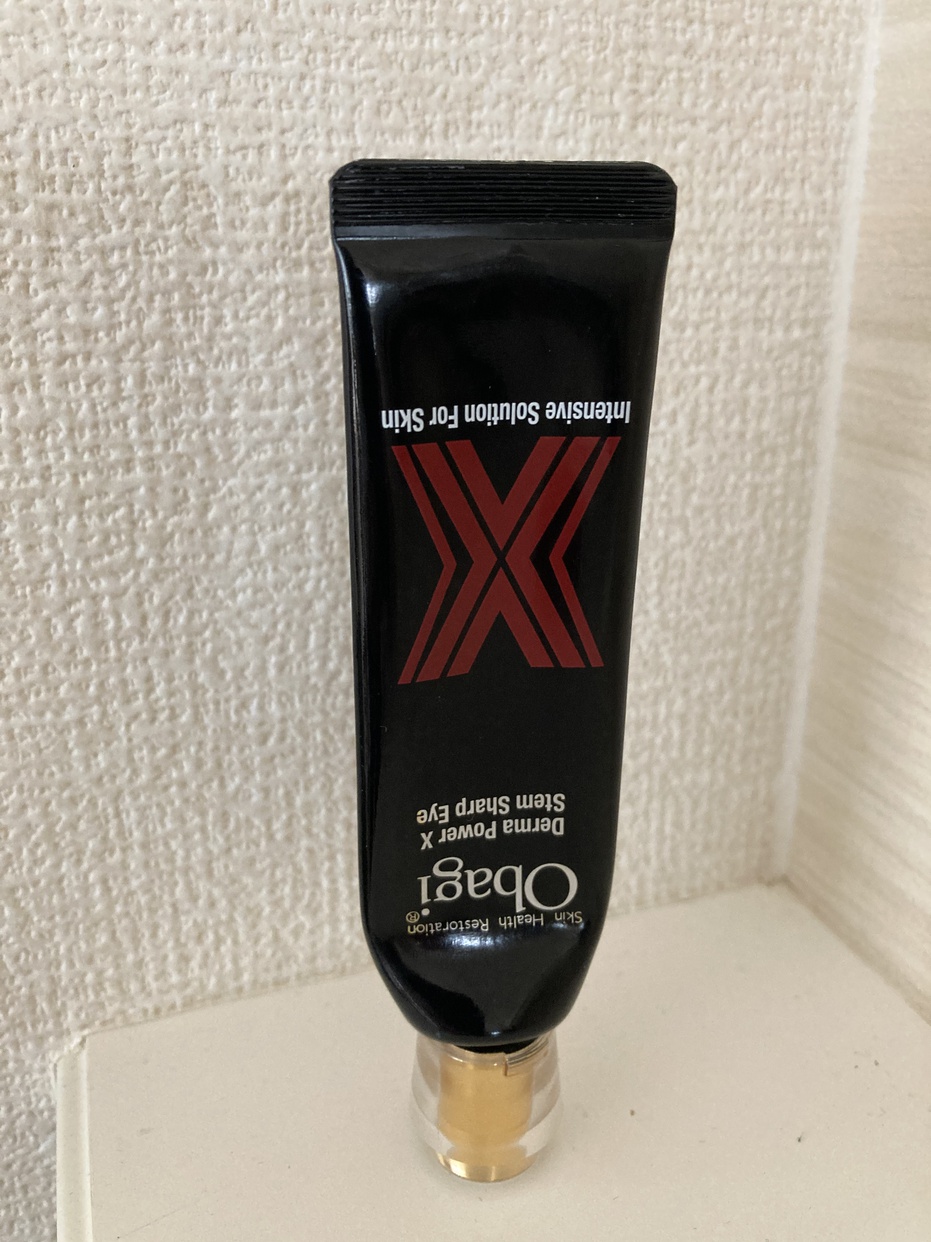 Skin Health Restoration
Obagi®
Derma Power X
Stem Sharp Eye
X
Intensive Solution For Skin